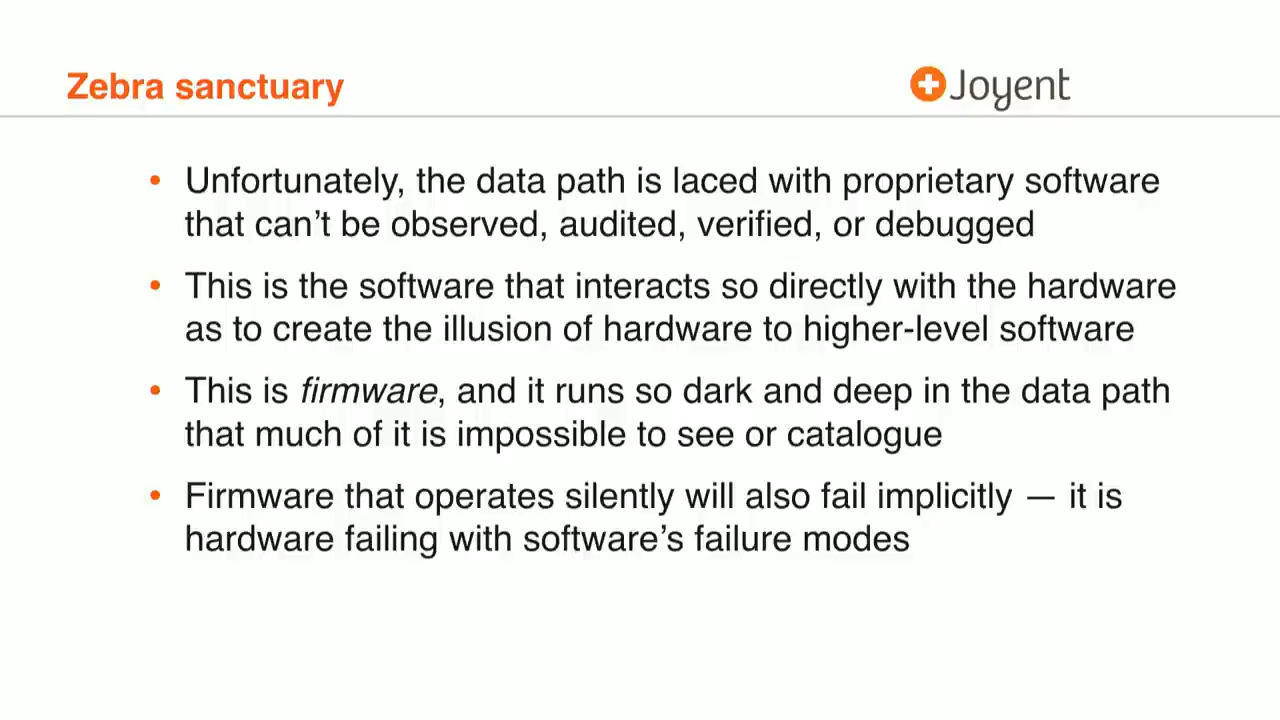 Zebra sanctuary
Joyent
• Unfortunately, the data path is laced with proprietary software
that can’t be observed, audited, verified, or debugged
• This is the software that interacts so directly with the hardware
as to create the illusion of hardware to higher-level software
• This is firmware, and it runs so dark and deep in the data path
that much of it is impossible to see or catalogue
• Firmware that operates silently will also fail implicitly — it is
hardware failing with software’s failure modes